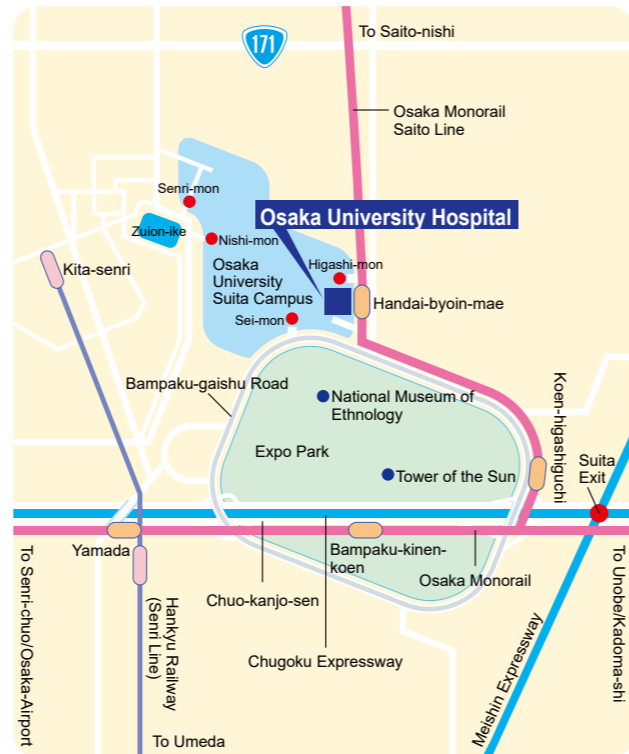 To Saito-nishi
171
Osaka Monorail
Saito Line
Senri-mon
Osaka University Hospital
Zuion-ike
Nishi-mon
Kita-senri
Osaka
University
Suita Campus
Higashi-mon
Handai-byoin-mae
Sei-mon
Bampaku-gaishu Road
National Museum of
Ethnology
Koen-higashiguchi
Expo Park
Suita
Exit
Tower of the Sun
Yamada
Bampaku-kinen-
koen
Osaka Monorail
To Senri-chuo/Osaka-Airport
Hankyu Railway
(Senri Line)
Chuo-kanjo-sen
To Unobe/Kadoma-shi
Chugoku Expressway
Meishin Expressway
To Umeda